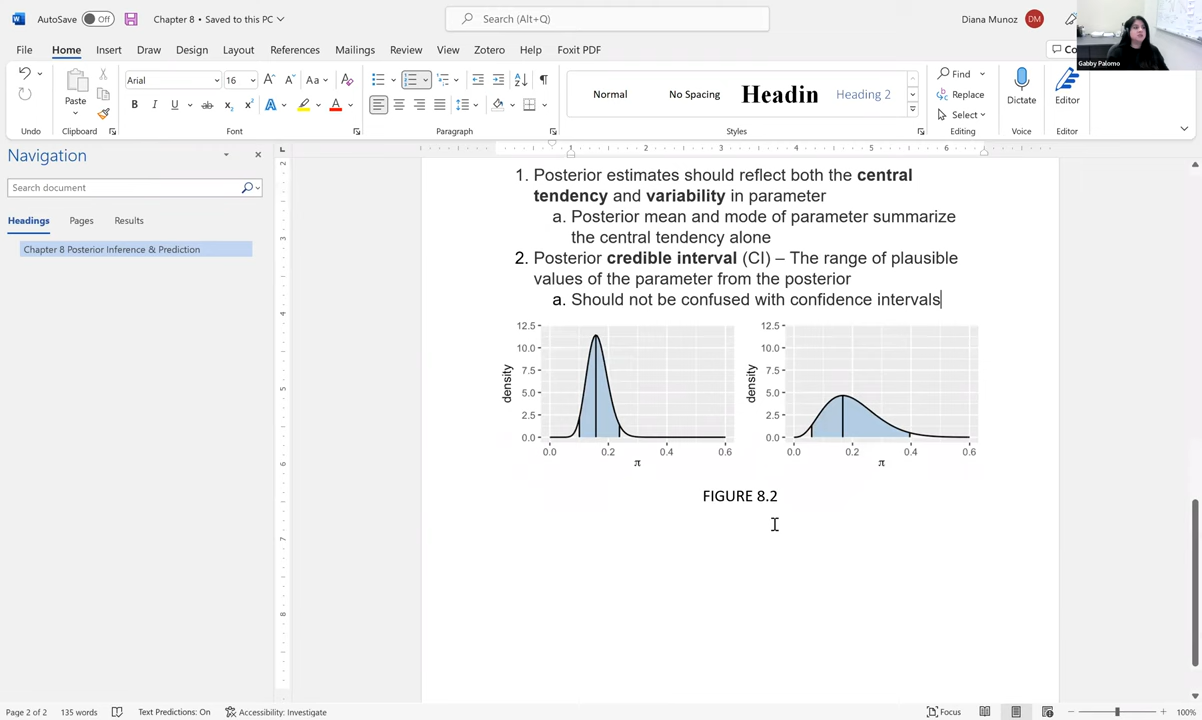 AutoSave Off Chapter 8 • Saved to this PC Search (Alt+Q) Diana Munoz DM
Gabby Palomo
File Home Insert Draw Design Layout References Mailings Review View Zotero Help Foxit PDF Co
Paste Arial 16 Normal No Spacing Headin Heading 2 Find Replace Select Dictate Editor
Undo Clipboard Font Paragraph Styles Editing Voice Editor
Navigation
Search document
Headings Pages Results
Chapter 8 Posterior Inference & Prediction
1. Posterior estimates should reflect both the central
tendency and variability in parameter
a. Posterior mean and mode of parameter summarize
the central tendency alone
2. Posterior credible interval (CI) – The range of plausible
values of the parameter from the posterior
a. Should not be confused with confidence intervals
12.5
10.0
7.5
5.0
2.5
0.0
density
0.0 0.2 0.4 0.6
π
12.5
10.0
7.5
5.0
2.5
0.0
density
0.0 0.2 0.4 0.6
π
FIGURE 8.2
Page 2 of 2 135 words Text Predictions: On Accessibility: Investigate Focus 100%